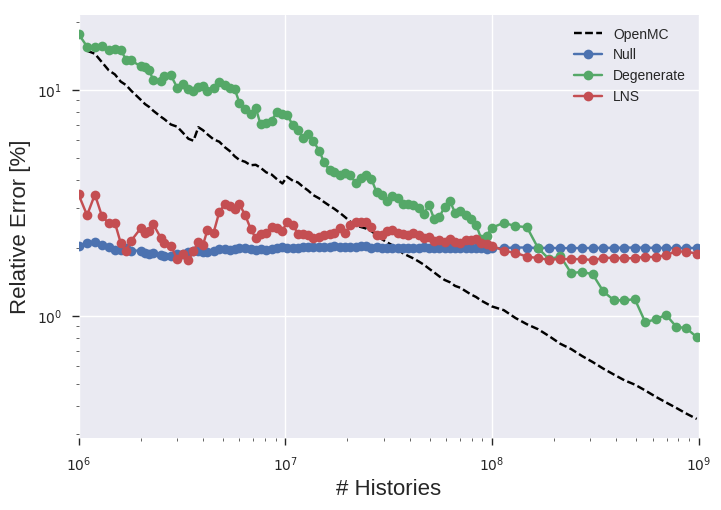 OpenMC
Null
Degenerate
LNS
Relative Error [%]
10¹
10⁰
10⁶ 10⁷ 10⁸ 10⁹
# Histories